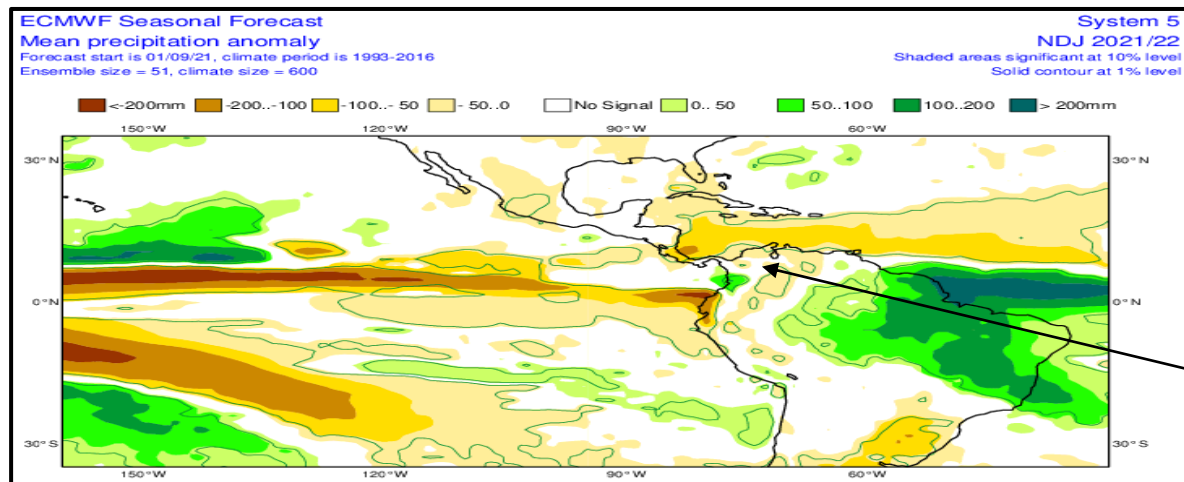 ECMWF Seasonal Forecast
System 5
Mean precipitation anomaly
NDJ 2021/22
Forecast start is 01/09/21, climate period is 1993-2016
Shaded areas significant at 10% level
Ensemble size = 51, climate size = 600
Solid contour at 1% level
<-200mm -200..-100 -100..- 50 - 50..0 No Signal 0.. 50 50..100 100..200 > 200mm
150°W 120°W 90°W 60°W
30°N 30°N
0°N 0°N
30°S 30°S
150°W 120°W 90°W 60°W